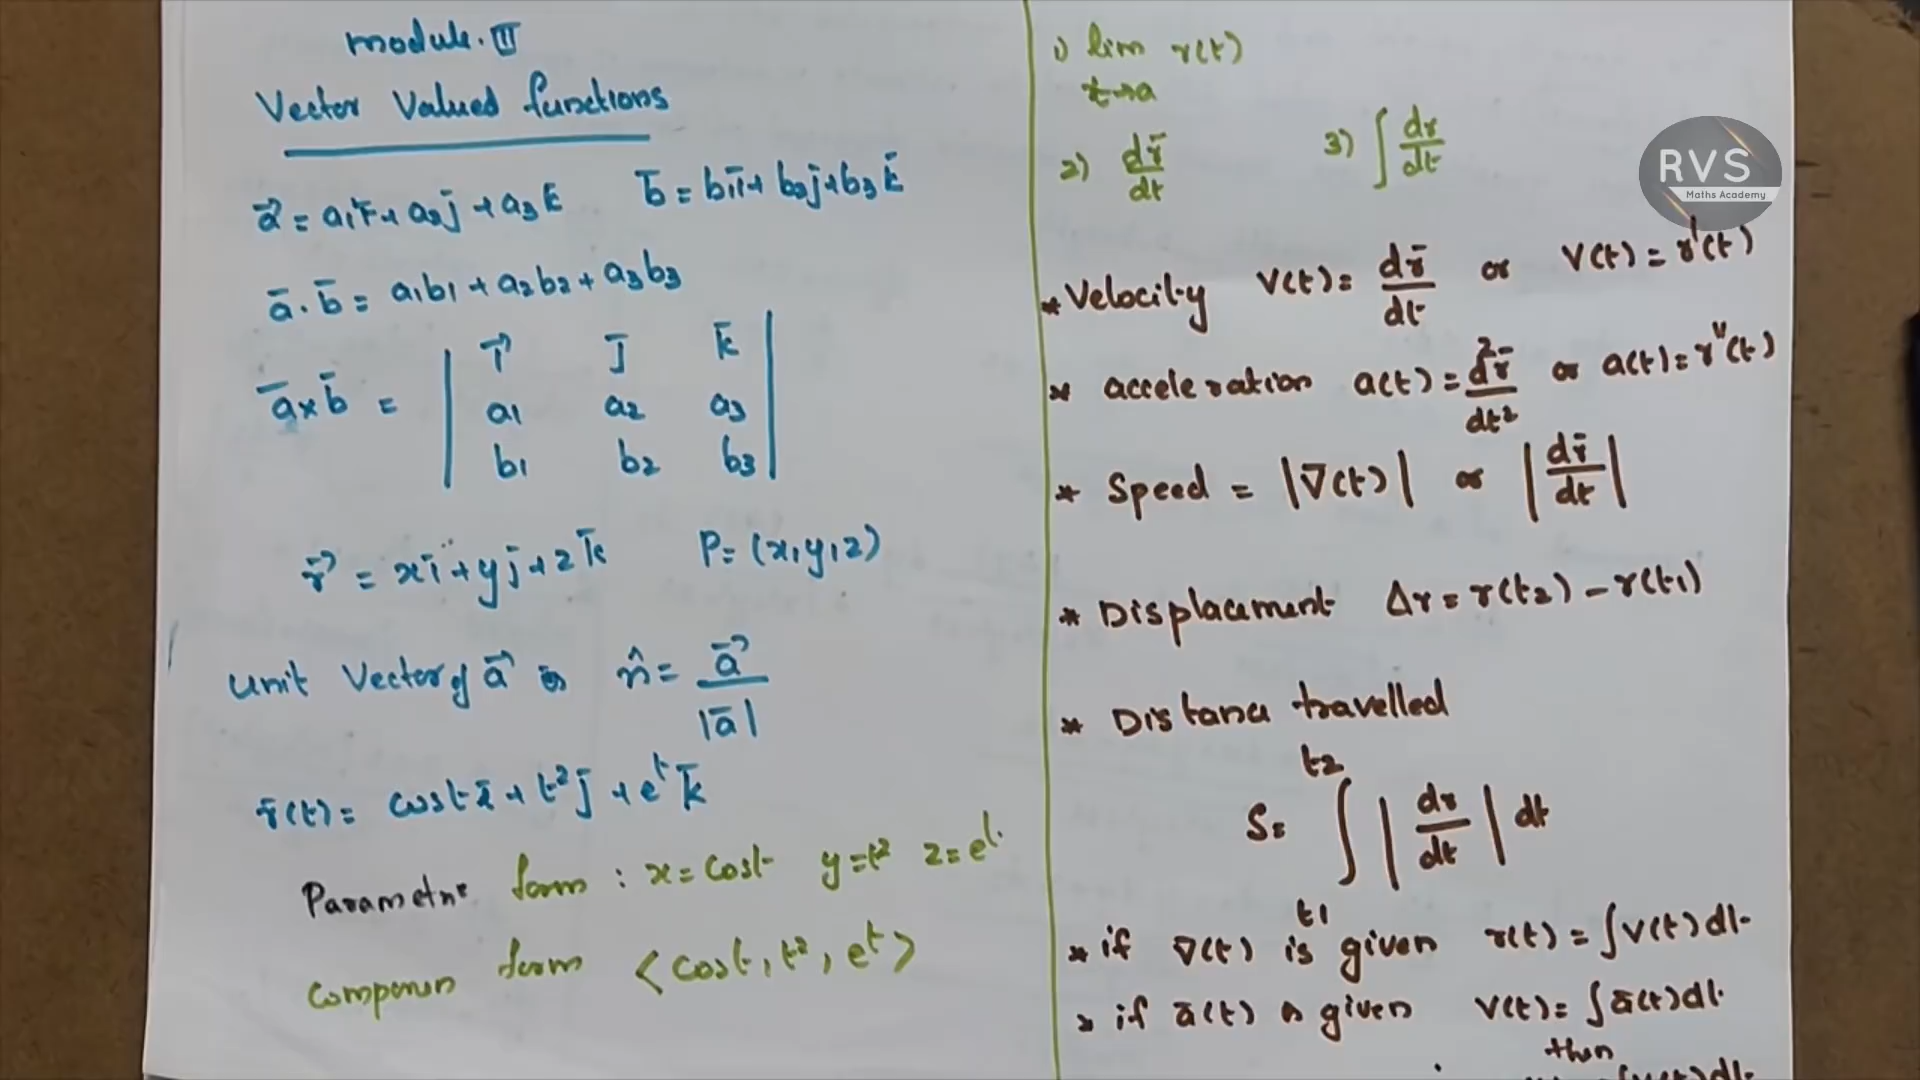 module. II
Vector Valued functions
a⃗ = a1i̅ + a2j̅ + a3k̅   b̅ = b1i̅ + b2j̅ + b3k̅
a̅ . b̅ = a1b1 + a2b2 + a3b3
a̅ x b̅ = | i⃗ j̅ k̅ |
| a1 a2 a3 |
| b1 b2 b3 |
r⃗ = xi̅ + yj̅ + zk̅   P = (x, y, z)
unit Vector of a⃗ is n̂ = a⃗ / |a̅|
r̅(t) = cost i̅ + t² j̅ + e^t k̅
Parametric form : x = cost y = t² z = e^t.
componen form < cost, t², e^t >
1) lim r(t)
t→a
2) dr̅/dt   3) ∫ dr/dt
RVS
Maths Academy
* Velocity V(t) = dr̅/dt or V(t) = r'(t)
* acceleration a(t) = d²r̅/dt² or a(t) = r"(t)
* Speed = |v̅(t)| or |dr̅/dt|
* Displacement Δr = r(t2) - r(t1)
* Distance travelled
t2
S = ∫ |dr/dt| dt
t1
* if v̅(t) is given r(t) = ∫v(t) dt
* if a̅(t) is given v(t) = ∫a̅(t) dt
then